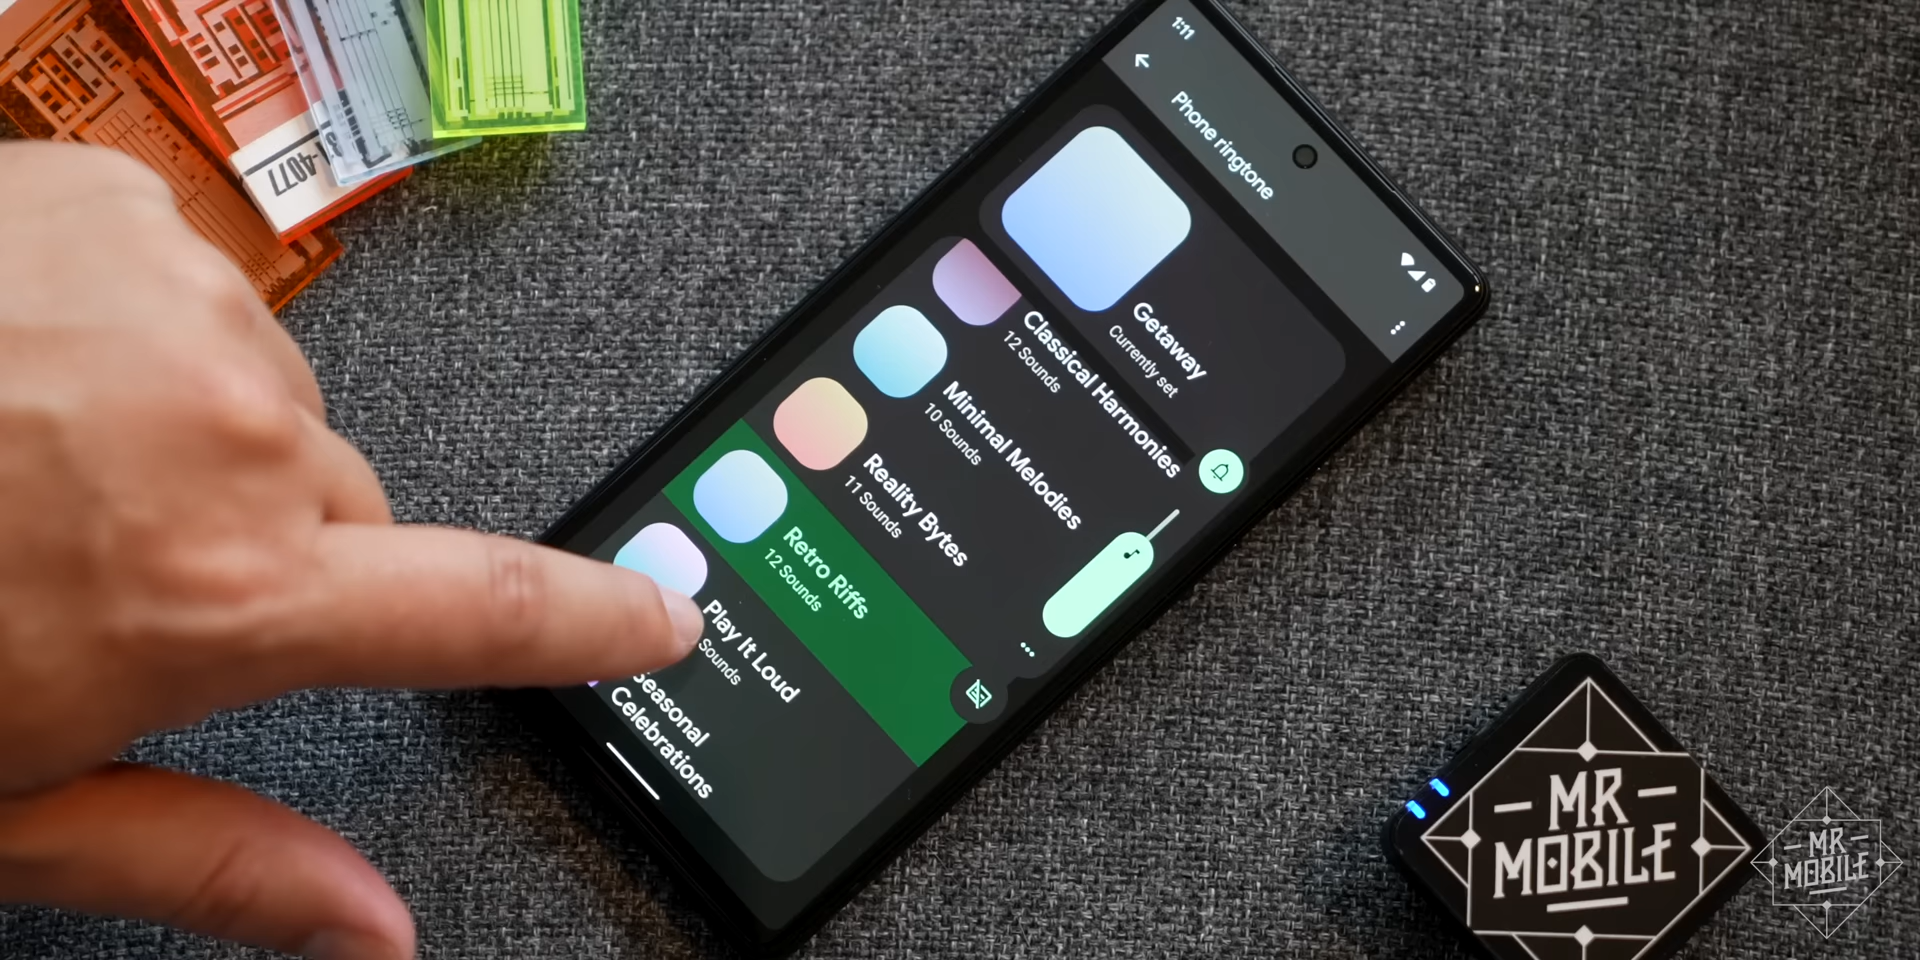 1:11
Phone ringtone
Getaway
Currently set
Classical Harmonies
12 Sounds
Minimal Melodies
10 Sounds
Reality Bytes
11 Sounds
Retro Riffs
12 Sounds
Play It Loud
Sounds
Seasonal
Celebrations
4077
MR
MOBILE
MR
MOBILE